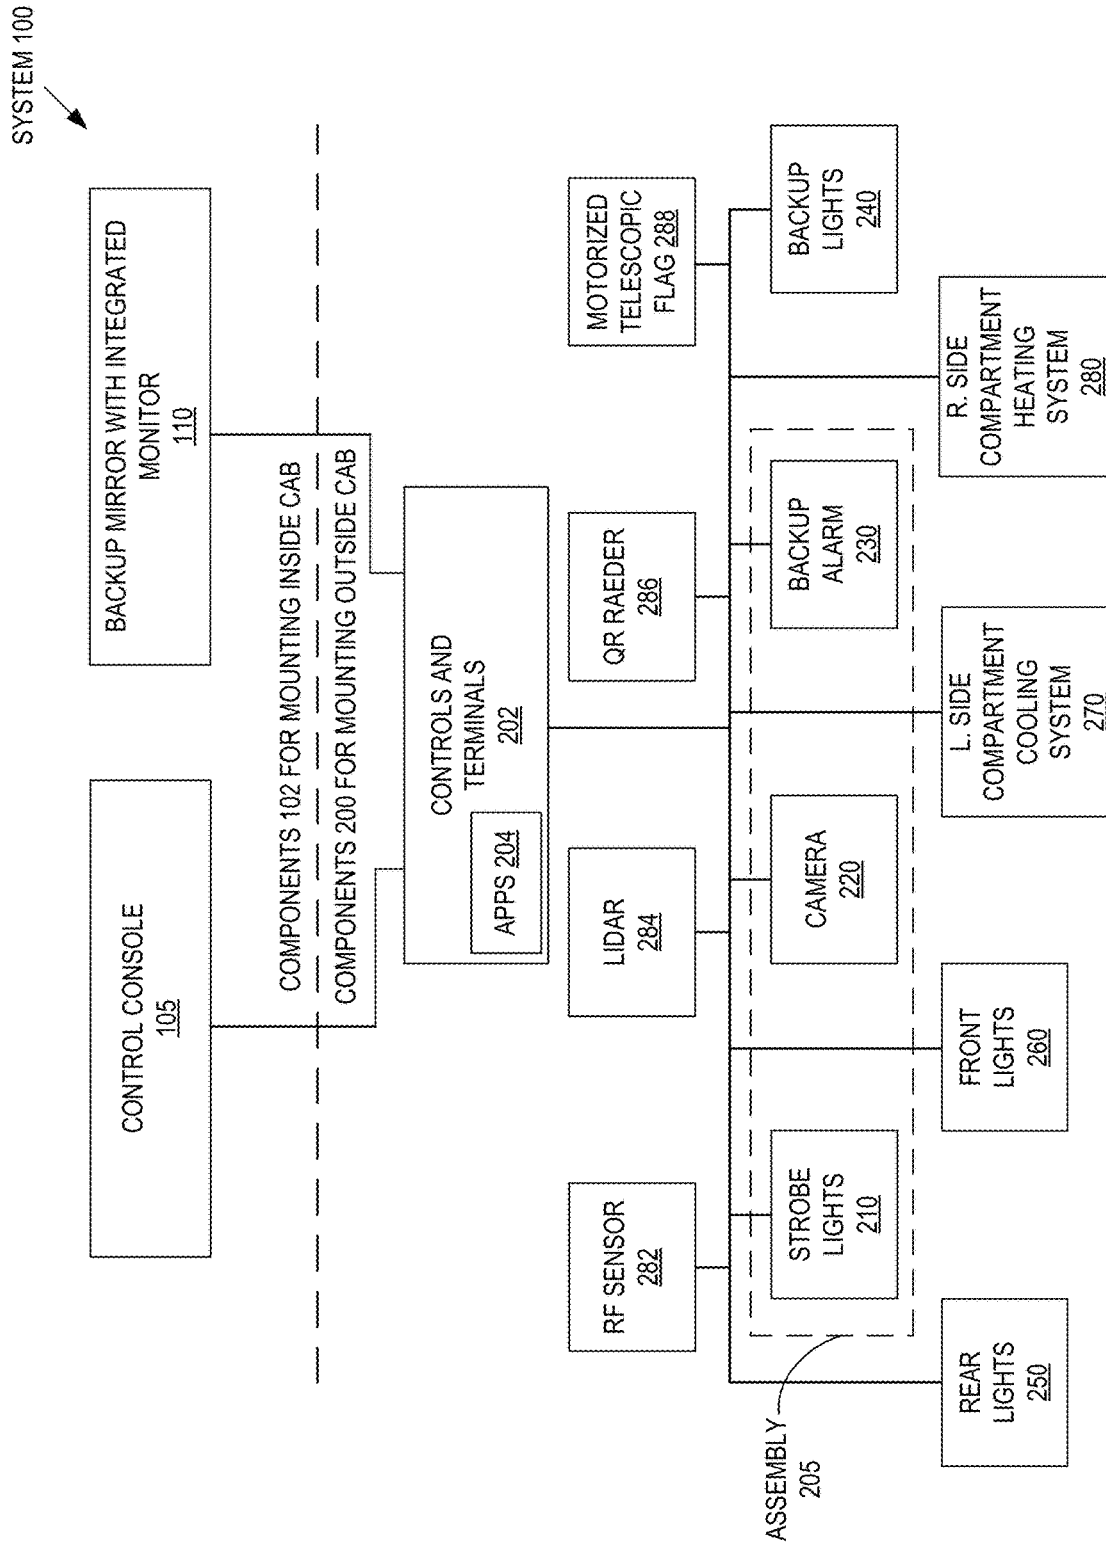 SYSTEM 100
CONTROL CONSOLE
105
BACKUP MIRROR WITH INTEGRATED
MONITOR
110
COMPONENTS 102 FOR MOUNTING INSIDE CAB
COMPONENTS 200 FOR MOUNTING OUTSIDE CAB
CONTROLS AND
TERMINALS
202
APPS 204
RF SENSOR
282
LIDAR
284
QR RAEDER
286
MOTORIZED
TELESCOPIC
FLAG 288
ASSEMBLY
205
STROBE
LIGHTS
210
CAMERA
220
BACKUP
ALARM
230
BACKUP
LIGHTS
240
REAR
LIGHTS
250
FRONT
LIGHTS
260
L. SIDE
COMPARTMENT
COOLING
SYSTEM
270
R. SIDE
COMPARTMENT
HEATING
SYSTEM
280